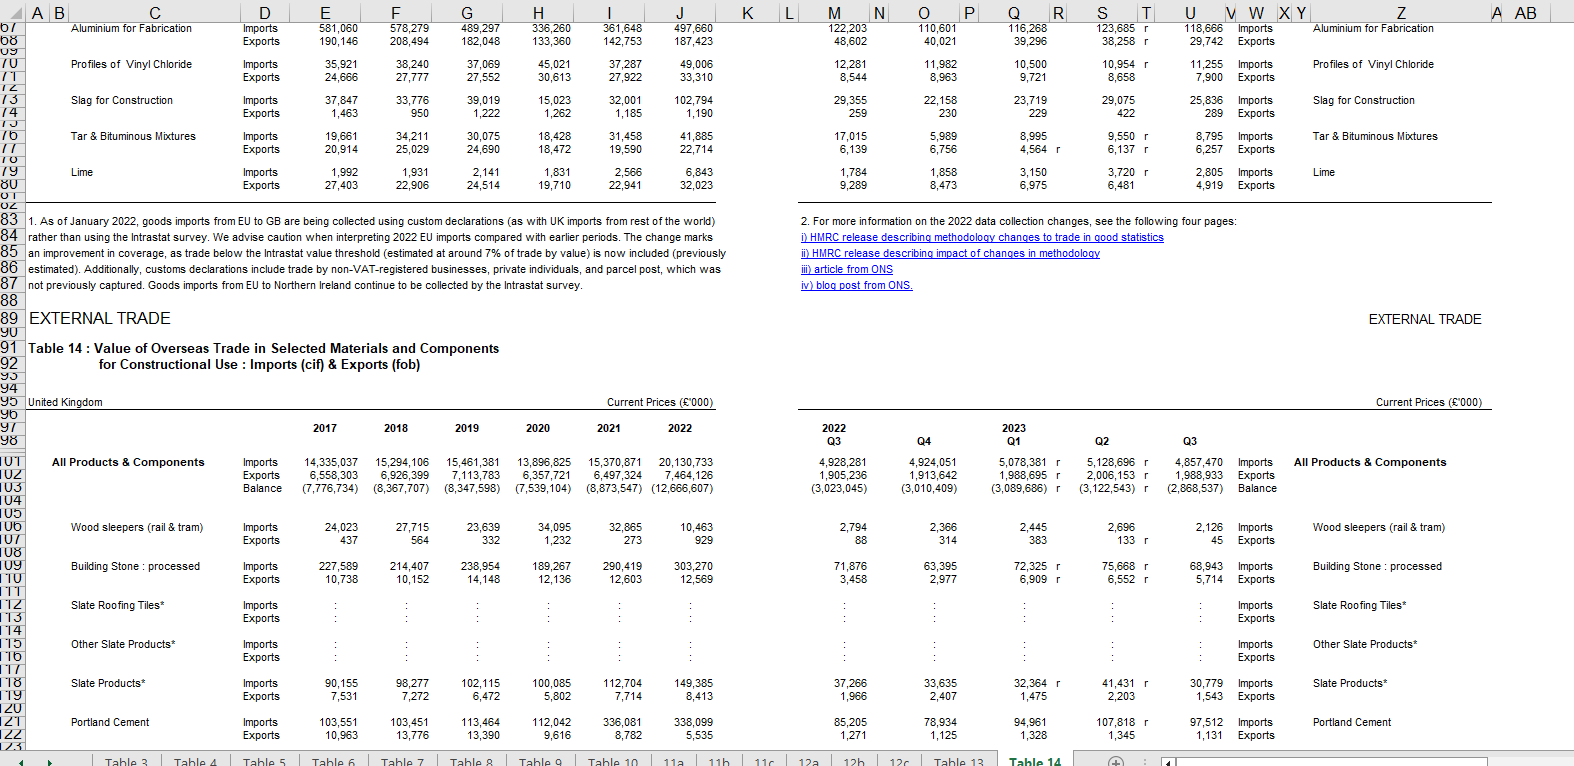 A B C D E F G H I J K L M N O P Q R S T U V W X Y Z A AB
67 Aluminium for Fabrication Imports 581,060 578,279 489,297 336,260 361,648 497,660 122,203 110,601 116,268 123,685 r 118,666 Imports Aluminium for Fabrication
68 Exports 190,146 208,494 182,048 133,360 142,753 187,423 48,602 40,021 39,296 38,258 r 29,742 Exports
69
70 Profiles of Vinyl Chloride Imports 35,921 38,240 37,069 45,021 37,287 49,006 12,281 11,982 10,500 10,954 r 11,255 Imports Profiles of Vinyl Chloride
71 Exports 24,666 27,777 27,552 30,613 27,922 33,310 8,544 8,963 9,721 8,658 7,900 Exports
72
73 Slag for Construction Imports 37,847 33,776 39,019 15,023 32,001 102,794 29,355 22,158 23,719 29,075 25,836 Imports Slag for Construction
74 Exports 1,463 950 1,222 1,262 1,185 1,190 259 230 229 422 289 Exports
75
76 Tar & Bituminous Mixtures Imports 19,661 34,211 30,075 18,428 31,458 41,885 17,015 5,989 8,995 9,550 r 8,795 Imports Tar & Bituminous Mixtures
77 Exports 20,914 25,029 24,690 18,472 19,590 22,714 6,139 6,756 4,564 r 6,137 r 6,257 Exports
78
79 Lime Imports 1,992 1,931 2,141 1,831 2,566 6,843 1,784 1,858 3,150 3,720 r 2,805 Imports Lime
80 Exports 27,403 22,906 24,514 19,710 22,941 32,023 9,289 8,473 6,975 6,481 4,919 Exports
81
82
83 1. As of January 2022, goods imports from EU to GB are being collected using custom declarations (as with UK imports from rest of the world) 2. For more information on the 2022 data collection changes, see the following four pages:
84 rather than using the Intrastat survey. We advise caution when interpreting 2022 EU imports compared with earlier periods. The change marks i) HMRC release describing methodology changes to trade in good statistics
85 an improvement in coverage, as trade below the Intrastat value threshold (estimated at around 7% of trade by value) is now included (previously ii) HMRC release describing impact of changes in methodology
86 estimated). Additionally, customs declarations include trade by non-VAT-registered businesses, private individuals, and parcel post, which was iii) article from ONS
87 not previously captured. Goods imports from EU to Northern Ireland continue to be collected by the Intrastat survey. iv) blog post from ONS.
88
89 EXTERNAL TRADE EXTERNAL TRADE
90
91 Table 14 : Value of Overseas Trade in Selected Materials and Components
92 for Constructional Use : Imports (cif) & Exports (fob)
93
94
95 United Kingdom Current Prices (£'000) Current Prices (£'000)
96
97 2017 2018 2019 2020 2021 2022 2022 2023
98 Q3 Q4 Q1 Q2 Q3
101 All Products & Components Imports 14,335,037 15,294,106 15,461,381 13,896,825 15,370,871 20,130,733 4,928,281 4,924,051 5,078,381 r 5,128,696 r 4,857,470 Imports All Products & Components
102 Exports 6,558,303 6,926,399 7,113,783 6,357,721 6,497,324 7,464,126 1,905,236 1,913,642 1,988,695 r 2,006,153 r 1,988,933 Exports
103 Balance (7,776,734) (8,367,707) (8,347,598) (7,539,104) (8,873,547) (12,666,607) (3,023,045) (3,010,409) (3,089,686) r (3,122,543) r (2,868,537) Balance
104
105
106 Wood sleepers (rail & tram) Imports 24,023 27,715 23,639 34,095 32,865 10,463 2,794 2,366 2,445 2,696 2,126 Imports Wood sleepers (rail & tram)
107 Exports 437 564 332 1,232 273 929 88 314 383 133 r 45 Exports
108
109 Building Stone : processed Imports 227,589 214,407 238,954 189,267 290,419 303,270 71,876 63,395 72,325 r 75,668 r 68,943 Imports Building Stone : processed
110 Exports 10,738 10,152 14,148 12,136 12,603 12,569 3,458 2,977 6,909 r 6,552 r 5,714 Exports
111
112 Slate Roofing Tiles* Imports : : : : : : : : : : : Imports Slate Roofing Tiles*
113 Exports : : : : : : : : : : : Exports
114
115 Other Slate Products* Imports : : : : : : : : : : : Imports Other Slate Products*
116 Exports : : : : : : : : : : : Exports
117
118 Slate Products* Imports 90,155 98,277 102,115 100,085 112,704 149,385 37,266 33,635 32,364 r 41,431 r 30,779 Imports Slate Products*
119 Exports 7,531 7,272 6,472 5,802 7,714 8,413 1,966 2,407 1,475 2,203 1,543 Exports
120
121 Portland Cement Imports 103,551 103,451 113,464 112,042 336,081 338,099 85,205 78,934 94,961 107,818 r 97,512 Imports Portland Cement
122 Exports 10,963 13,776 13,390 9,616 8,782 5,535 1,271 1,125 1,328 1,345 1,131 Exports
123
Table 3 Table 4 Table 5 Table 6 Table 7 Table 8 Table 9 Table 10 11a 11b 11c 12a 12b 12c Table 13 Table 14